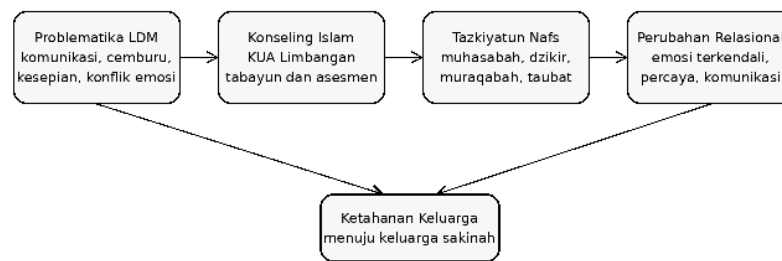 Problematika LDM
komunikasi, cemburu,
kesepian, konflik emosi
Konseling Islam
KUA Limbangan
tabayun dan asesmen
Tazkiyatun Nafs
muhasabah, dzikir,
muraqabah, taubat
Perubahan Relasional
emosi terkendali,
percaya, komunikasi
Ketahanan Keluarga
menuju keluarga sakinah